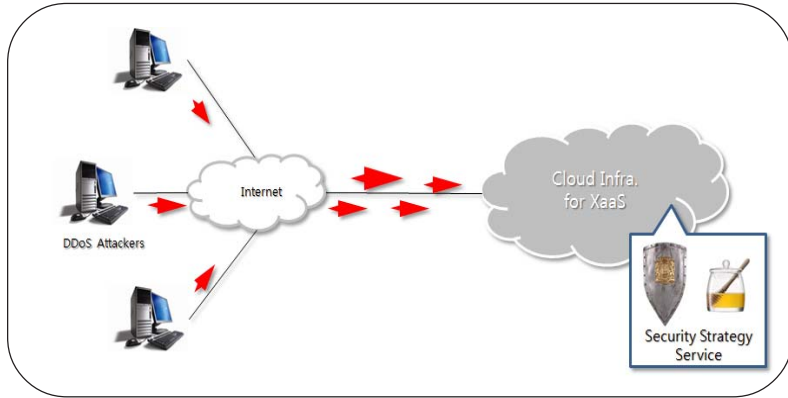 Internet
Cloud Infra.
for XaaS
DDoS Attackers
Security Strategy
Service